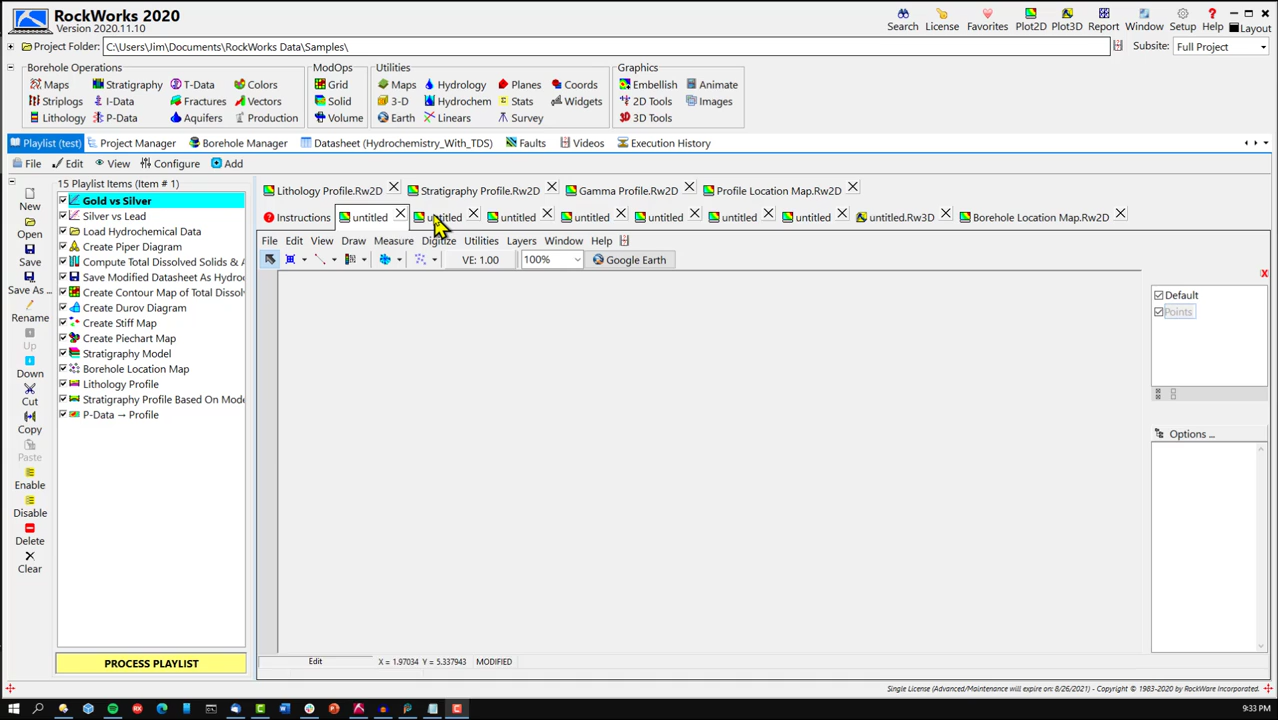 RockWorks 2020
Version 2020.11.10
Search License Favorites Plot2D Plot3D Report Window Setup Help Layout
Project Folder: C:\Users\Jim\Documents\RockWorks Data\Samples\ Subsite: Full Project
Borehole Operations ModOps Utilities Graphics
Maps Stratigraphy T-Data Colors Grid Maps Hydrology Planes Coords Embellish Animate
Striplogs I-Data Fractures Vectors Solid 3-D Hydrochem Stats Widgets 2D Tools Images
Lithology P-Data Aquifers Production Volume Earth Linears Survey 3D Tools
Playlist (test) Project Manager Borehole Manager Datasheet (Hydrochemistry_With_TDS) Faults Videos Execution History
File Edit View Configure Add
15 Playlist Items (Item # 1)
New
Open
Save
Save As ...
Rename
Up
Down
Cut
Copy
Paste
Enable
Disable
Delete
Clear
Gold vs Silver
Silver vs Lead
Load Hydrochemical Data
Create Piper Diagram
Compute Total Dissolved Solids & A
Save Modified Datasheet As Hydro
Create Contour Map of Total Dissol
Create Durov Diagram
Create Stiff Map
Create Piechart Map
Stratigraphy Model
Borehole Location Map
Lithology Profile
Stratigraphy Profile Based On Mode
P-Data → Profile
PROCESS PLAYLIST
Lithology Profile.Rw2D Stratigraphy Profile.Rw2D Gamma Profile.Rw2D Profile Location Map.Rw2D
Instructions untitled untitled untitled untitled untitled untitled untitled untitled.Rw3D Borehole Location Map.Rw2D
File Edit View Draw Measure Digitize Utilities Layers Window Help
VE: 1.00 100% Google Earth
Default
Points
Options ...
Edit X = 1.97034 Y = 5.337943 MODIFIED
Single License (Advanced/Maintenance will expire on: 8/26/2021) - Copyright © 1983-2020 by RockWare Incorporated.
9:33 PM